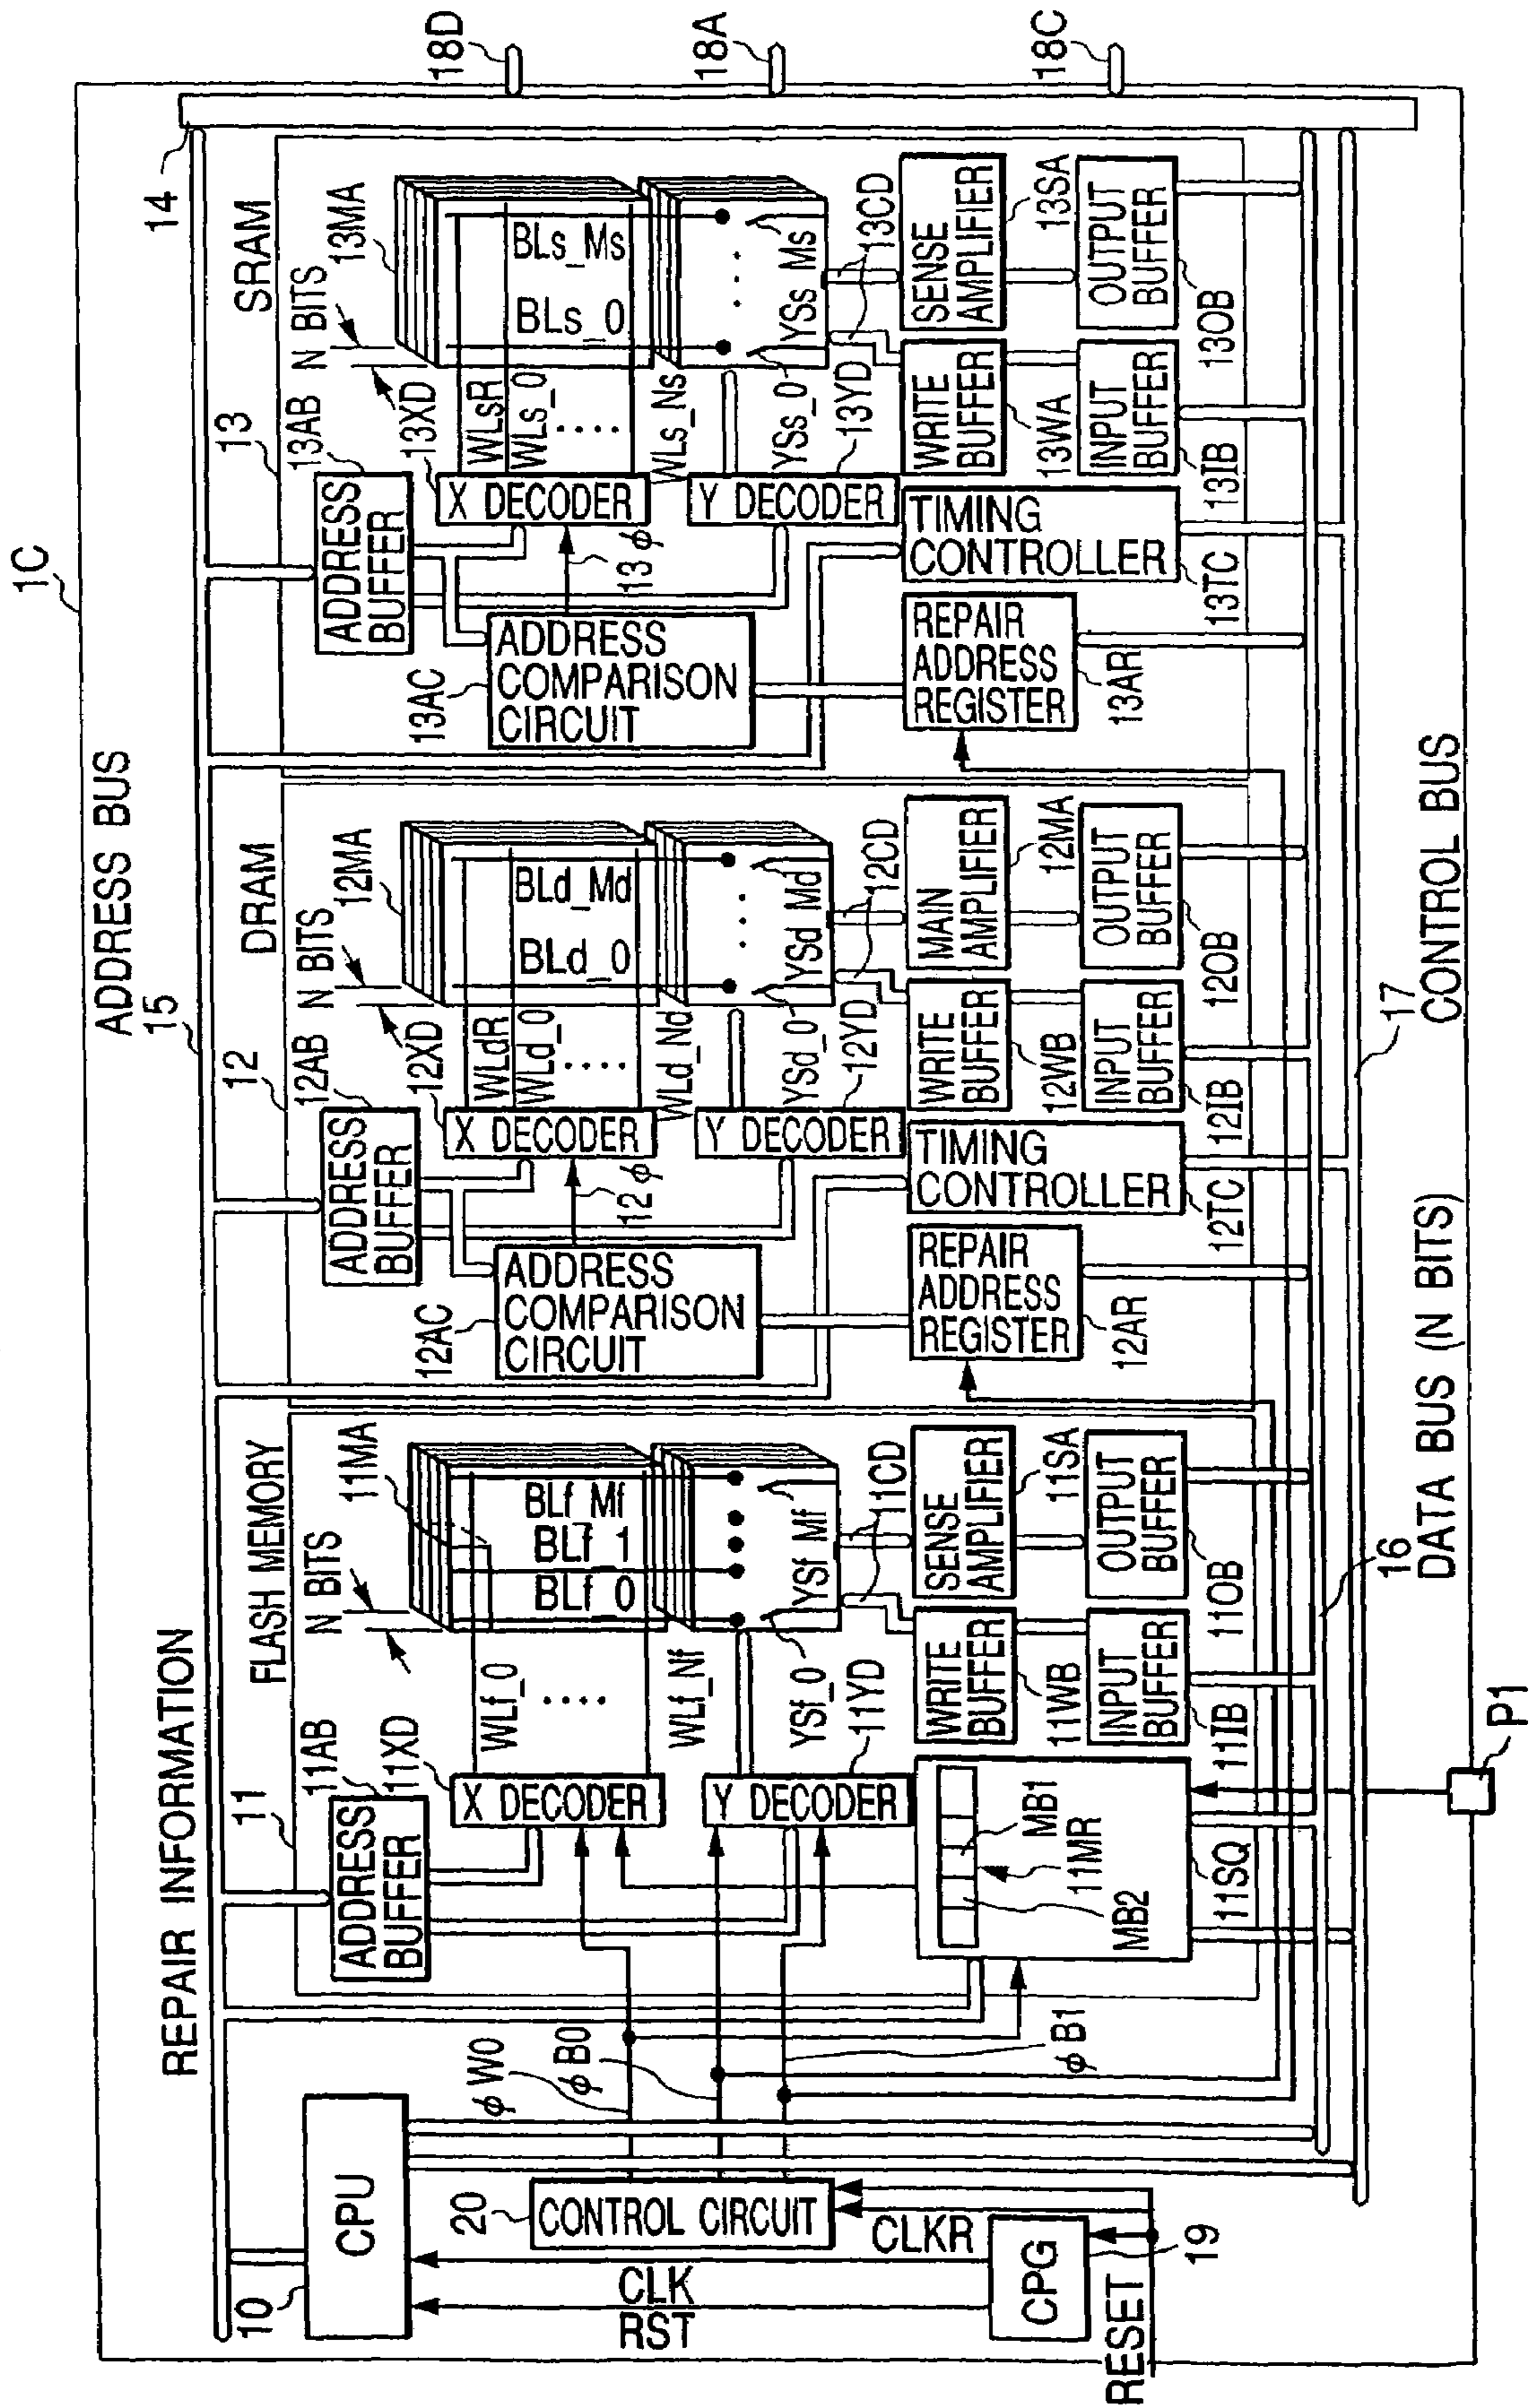 1C
ADDRESS BUS
REPAIR INFORMATION
15
14
10
CPU
11
FLASH MEMORY
11AB
ADDRESS
BUFFER
11XD
X DECODER
N BITS
11MA
WLf_0
WLf_Nf
BLf_Mf
BLf_1
BLf_0
YSf_0
YSf_Mf
11YD
Y DECODER
11CD
SENSE
AMPLIFIER
11SA
WRITE
BUFFER
11WB
OUTPUT
BUFFER
11OB
INPUT
BUFFER
11IB
MB1
11MR
MB2
11SQ
ϕ W0
ϕ B0
ϕ B1
20
CONTROL CIRCUIT
CLKR
CLK
RST
CPG
19
RESET
P1
12
DRAM
12AB
ADDRESS
BUFFER
12XD
X DECODER
N BITS
12MA
WLdR
WLd_0
WLd_Nd
BLd_Md
BLd_0
YSd_0
YSd_Md
12YD
Y DECODER
12CD
12 ϕ
12AC
ADDRESS
COMPARISON
CIRCUIT
MAIN
AMPLIFIER
12MA
WRITE
BUFFER
12WB
OUTPUT
BUFFER
12OB
INPUT
BUFFER
12IB
TIMING
CONTROLLER
12TC
REPAIR
ADDRESS
REGISTER
12AR
13
SRAM
13AB
ADDRESS
BUFFER
13XD
X DECODER
N BITS
13MA
WLsR
WLs_0
WLs_Ns
BLs_Ms
BLs_0
YSs_0
YSs Ms
13YD
Y DECODER
13CD
13 ϕ
13AC
ADDRESS
COMPARISON
CIRCUIT
SENSE
AMPLIFIER
13SA
WRITE
BUFFER
13WA
OUTPUT
BUFFER
13OB
INPUT
BUFFER
13IB
TIMING
CONTROLLER
13TC
REPAIR
ADDRESS
REGISTER
13AR
18D
18A
18C
16
DATA BUS (N BITS)
17
CONTROL BUS